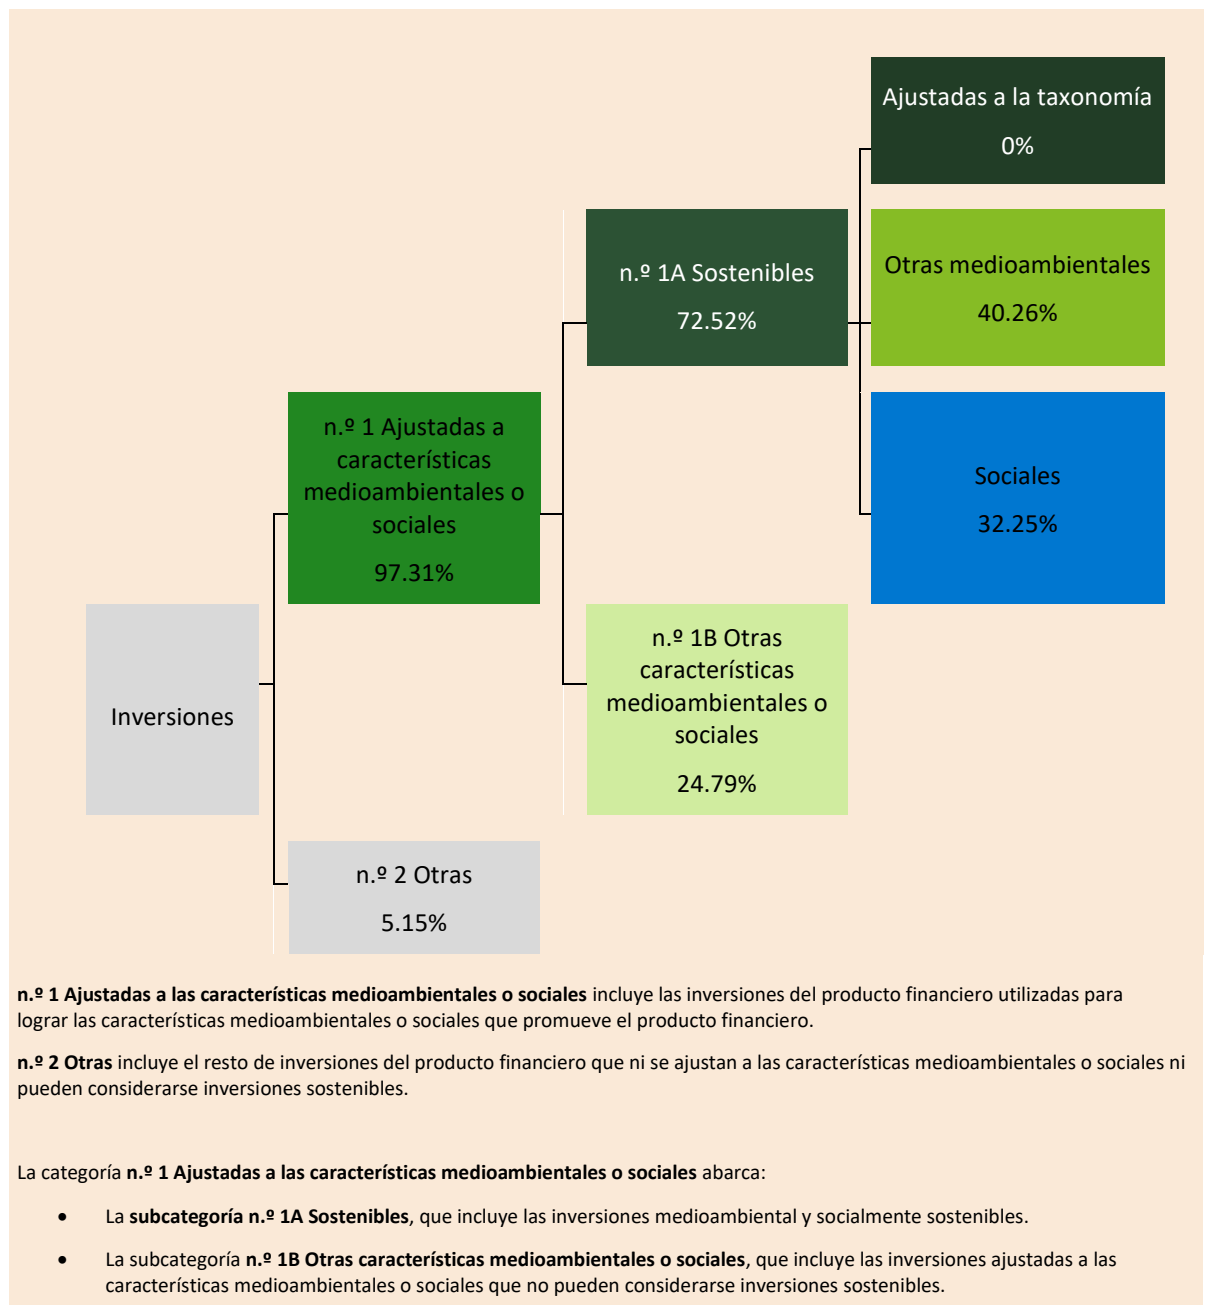 Ajustadas a la taxonomía
0%
Otras medioambientales
40.26%
Sociales
32.25%
n.º 1A Sostenibles
72.52%
n.º 1 Ajustadas a
características
medioambientales o
sociales
97.31%
n.º 1B Otras
características
medioambientales o
sociales
24.79%
Inversiones
n.º 2 Otras
5.15%
n.º 1 Ajustadas a las características medioambientales o sociales incluye las inversiones del producto financiero utilizadas para
lograr las características medioambientales o sociales que promueve el producto financiero.
n.º 2 Otras incluye el resto de inversiones del producto financiero que ni se ajustan a las características medioambientales o sociales ni
pueden considerarse inversiones sostenibles.
La categoría n.º 1 Ajustadas a las características medioambientales o sociales abarca:
• La subcategoría n.º 1A Sostenibles, que incluye las inversiones medioambiental y socialmente sostenibles.
• La subcategoría n.º 1B Otras características medioambientales o sociales, que incluye las inversiones ajustadas a las
características medioambientales o sociales que no pueden considerarse inversiones sostenibles.